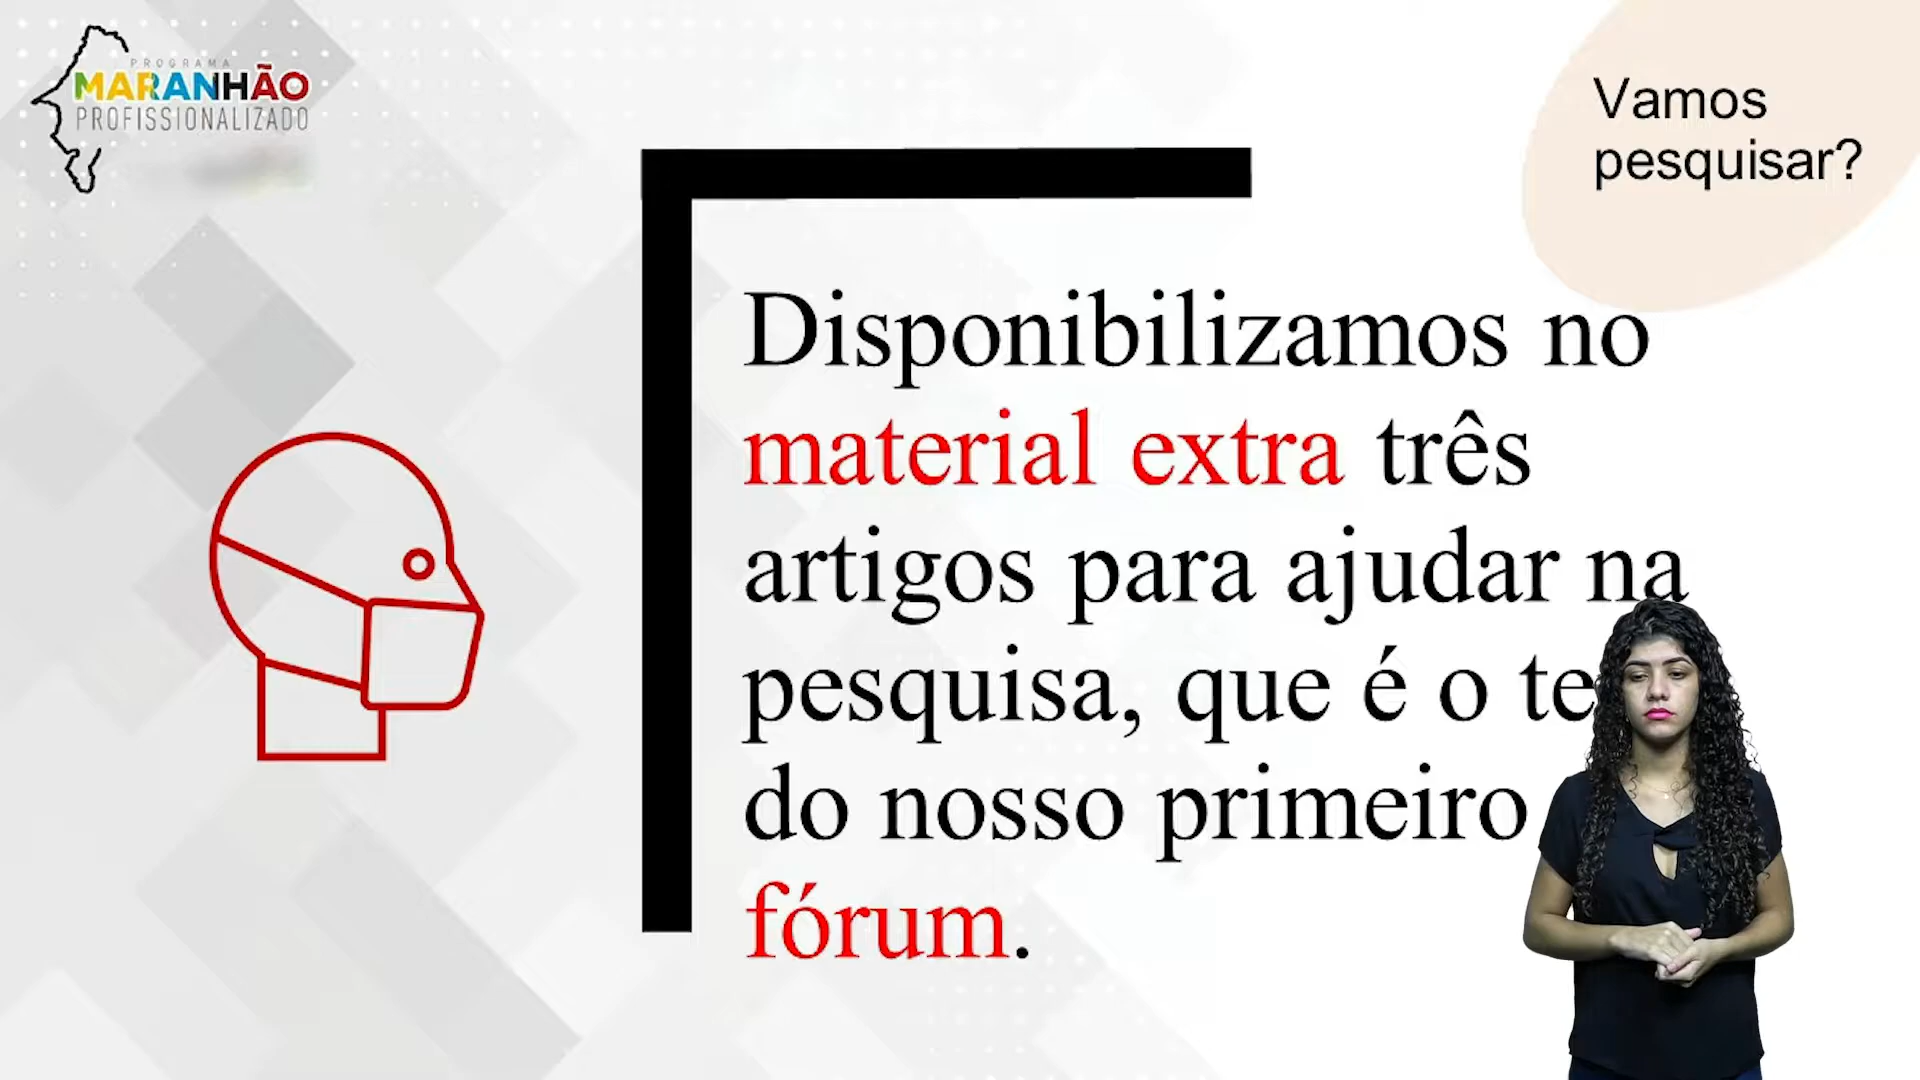 PROGRAMA
MARANHÃO
PROFISSIONALIZADO
Vamos
pesquisar?
Disponibilizamos no
material extra três
artigos para ajudar na
pesquisa, que é o
do nosso primeiro
fórum.